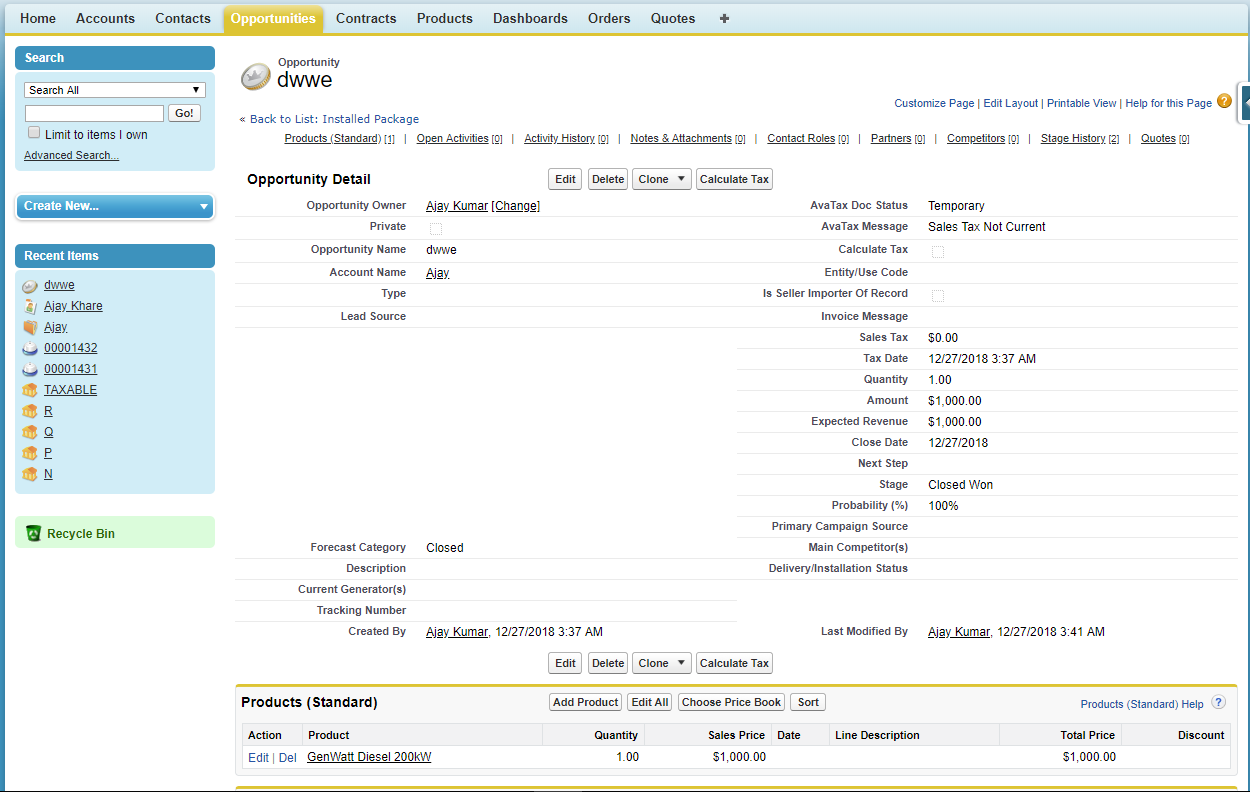 Home Accounts Contacts Opportunities Contracts Products Dashboards Orders Quotes +
Search
Search All
Go!
Limit to items I own
Advanced Search...
Create New...
Recent Items
dwwe
Ajay Khare
Ajay
00001432
00001431
TAXABLE
R
Q
P
N
Recycle Bin
Opportunity
dwwe
Customize Page | Edit Layout | Printable View | Help for this Page ?
« Back to List: Installed Package
Products (Standard) [1] | Open Activities [0] | Activity History [0] | Notes & Attachments [0] | Contact Roles [0] | Partners [0] | Competitors [0] | Stage History [2] | Quotes [0]
Opportunity Detail Edit Delete Clone Calculate Tax
Opportunity Owner Ajay Kumar [Change] AvaTax Doc Status Temporary
Private AvaTax Message Sales Tax Not Current
Opportunity Name dwwe Calculate Tax
Account Name Ajay Entity/Use Code
Type Is Seller Importer Of Record
Lead Source Invoice Message
Sales Tax $0.00
Tax Date 12/27/2018 3:37 AM
Quantity 1.00
Amount $1,000.00
Expected Revenue $1,000.00
Close Date 12/27/2018
Next Step
Stage Closed Won
Probability (%) 100%
Primary Campaign Source
Forecast Category Closed Main Competitor(s)
Description Delivery/Installation Status
Current Generator(s)
Tracking Number
Created By Ajay Kumar, 12/27/2018 3:37 AM Last Modified By Ajay Kumar, 12/27/2018 3:41 AM
Edit Delete Clone Calculate Tax
Products (Standard) Add Product Edit All Choose Price Book Sort Products (Standard) Help ?
Action Product Quantity Sales Price Date Line Description Total Price Discount
Edit | Del GenWatt Diesel 200kW 1.00 $1,000.00 $1,000.00